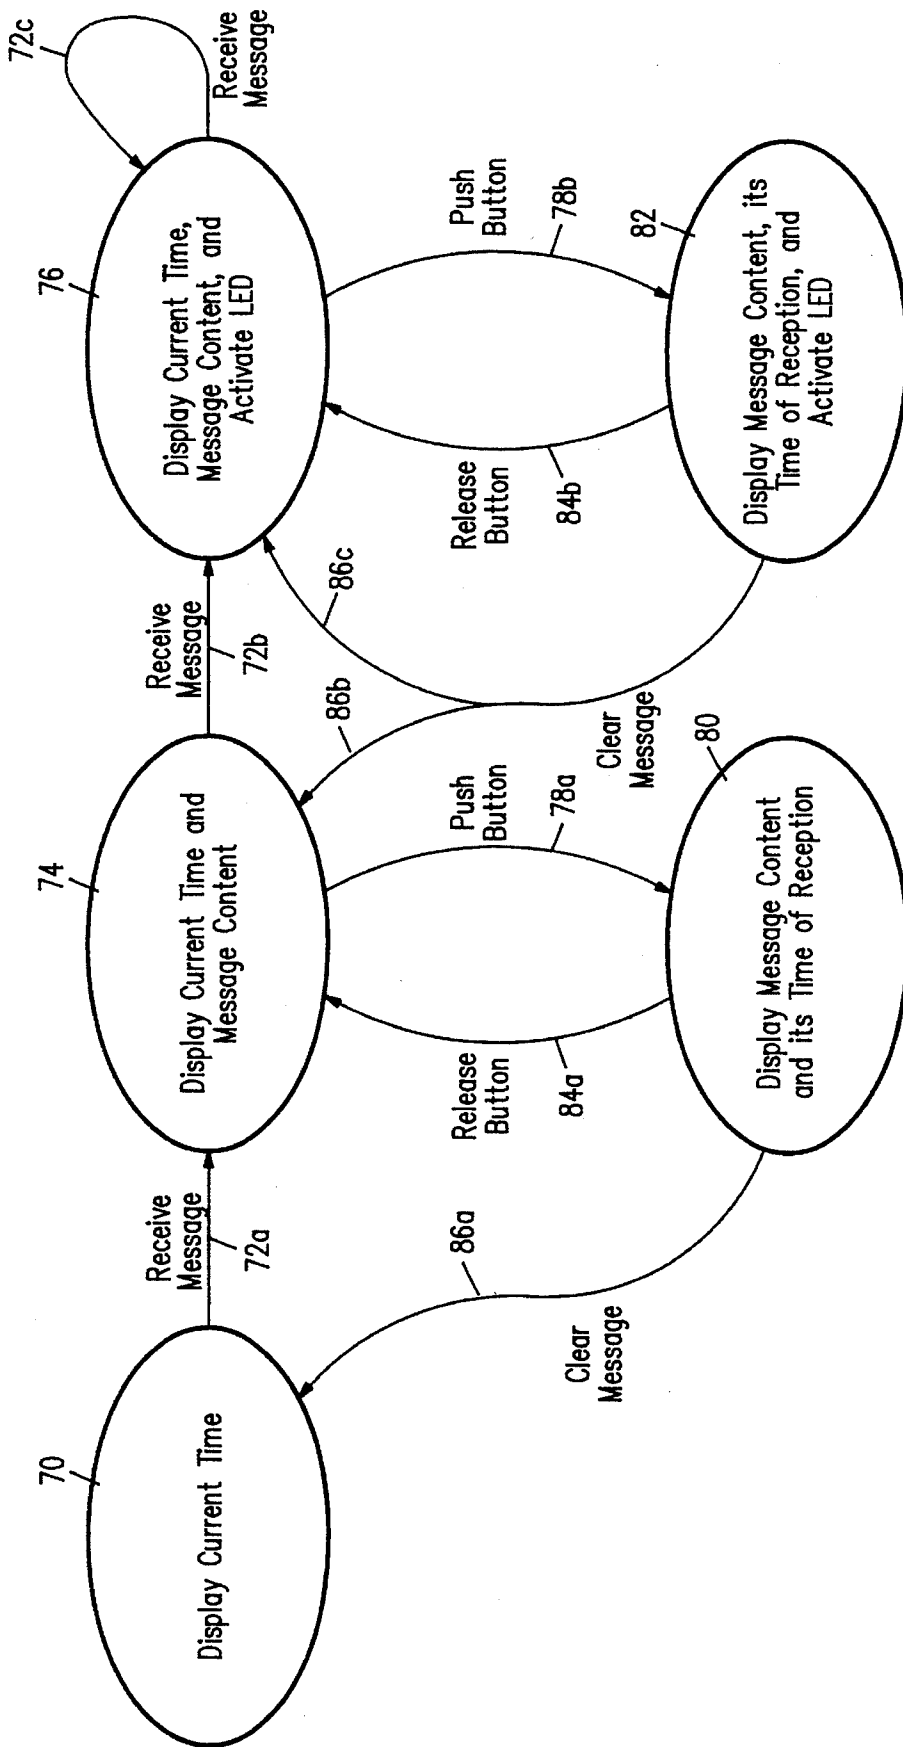 70
Display Current Time
Receive
Message
72a
74
Display Current Time and
Message Content
Receive
Message
72b
76
Display Current Time,
Message Content, and
Activate LED
72c
Receive
Message
Clear
Message
86a
Release
Button
84a
Push
Button
78a
86b
86c
Release
Button
84b
Push
Button
78b
Clear
Message
80
Display Message Content
and its Time of Reception
82
Display Message Content, its
Time of Reception, and
Activate LED